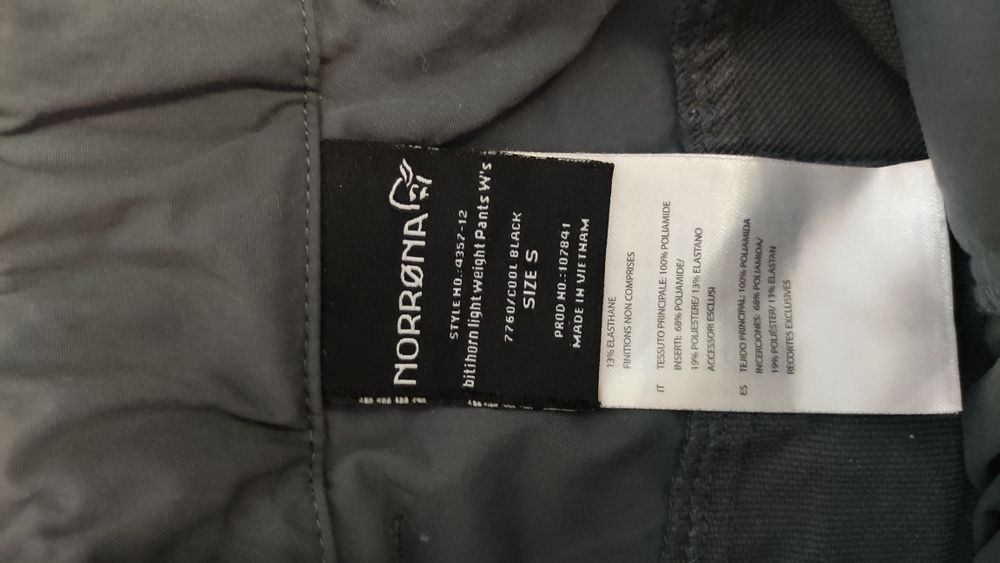 NORRØNA
STYLE NO.:4357-12
bitihorn lightweight Pants W's
7760/COOL BLACK
SIZE S
PROD NO.:107841
MADE IN VIETNAM
13% ELASTHANE
FINITIONS NON COMPRISES
IT TESSUTO PRINCIPALE: 100% POLIAMIDE
INSERTI: 68% POLIAMIDE/
19% POLIESTERE/ 13% ELASTANO
ACCESSORI ESCLUSI
ES TEJIDO PRINCIPAL: 100% POLIAMIDA
INCERCIONES: 68% POLIAMIDA/
19% POLIÉSTER/ 13% ELASTAN
RECORTES EXCLUSIVES